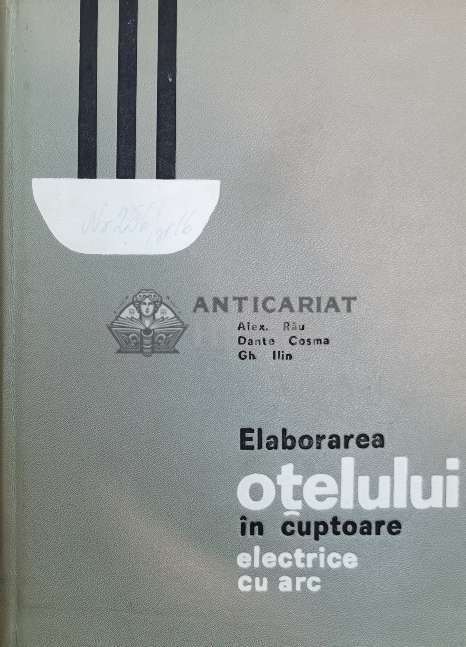 ANTICARIAT
Alex. Rău
Dante Cosma
Gh. Ilin
Elaborarea
oțelului
în cuptoare
electrice
cu arc